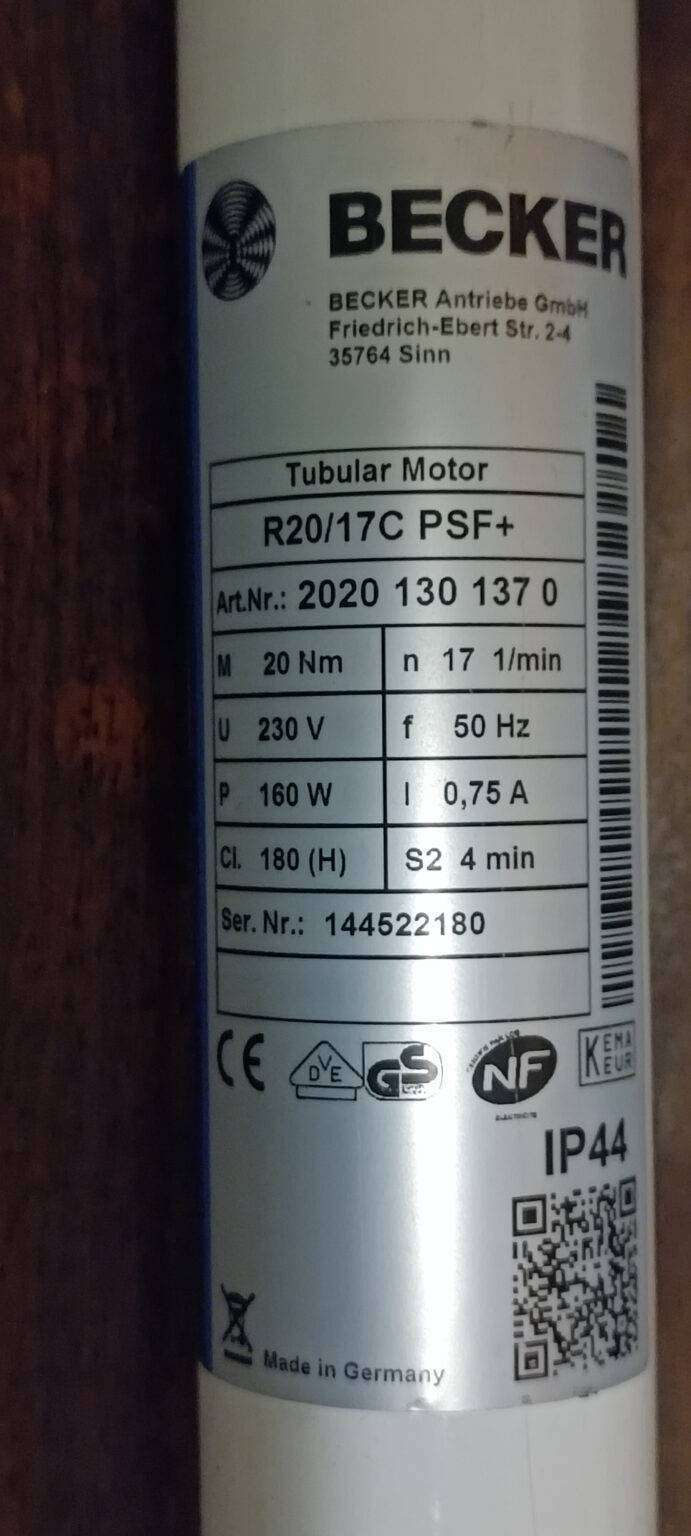 BECKER
BECKER Antriebe GmbH
Friedrich-Ebert Str. 2-4
35764 Sinn
Tubular Motor
R20/17C PSF+
Art.Nr.: 2020 130 137 0
M 20 Nm n 17 1/min
U 230 V f 50 Hz
P 160 W I 0,75 A
Cl. 180 (H) S2 4 min
Ser. Nr.: 144522180
CE DVE GS NF KEMA EUR
IP44
Made in Germany